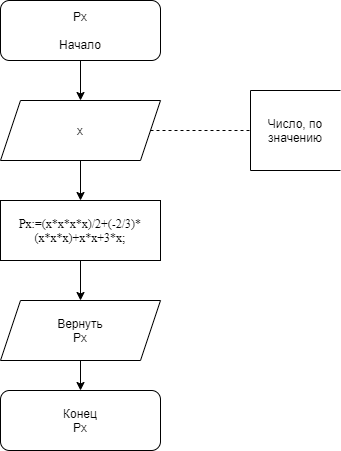 Px
Начало
x
Число, по
значению
Px:=(x*x*x*x)/2+(-2/3)*
(x*x*x)+x*x+3*x;
Вернуть
Px
Конец
Px